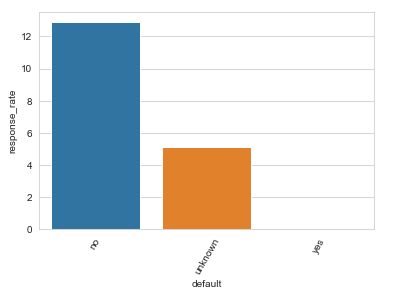 12
10
8
6
4
2
0
response_rate
no
unknown
yes
default